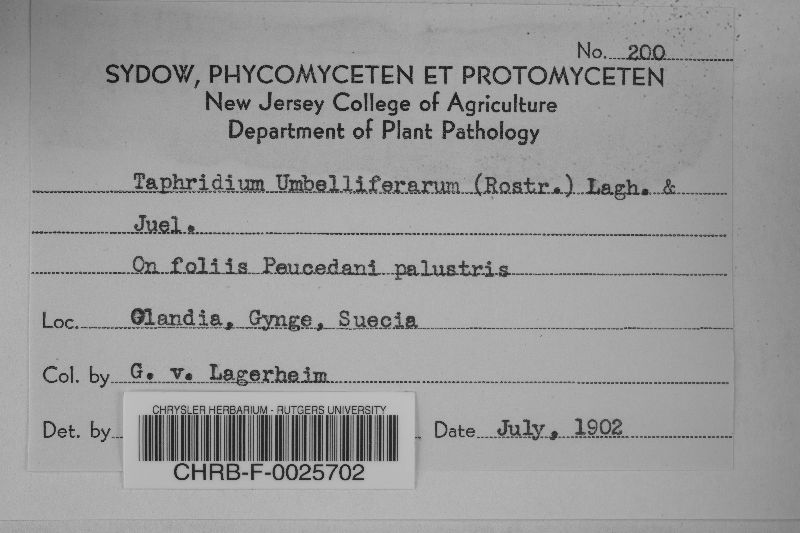 No. 200
SYDOW, PHYCOMYCETEN ET PROTOMYCETEN
New Jersey College of Agriculture
Department of Plant Pathology
Taphridium Umbelliferarum (Rostr.) Lagh. &
Juel.
On foliis Peucedani palustris
Loc. Olandia, Gynge, Suecia
Col. by G. v. Lagerheim
Det. by Date July, 1902
CHRYSLER HERBARIUM - RUTGERS UNIVERSITY
CHRB-F-0025702